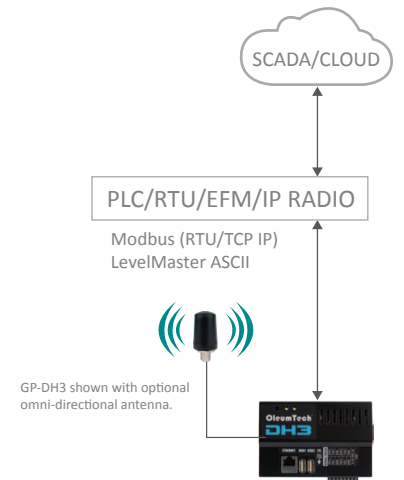 SCADA/CLOUD
PLC/RTU/EFM/IP RADIO
Modbus (RTU/TCP IP)
LevelMaster ASCII
GP-DH3 shown with optional
omni-directional antenna.
OleumTech
DH3
ETHERNET